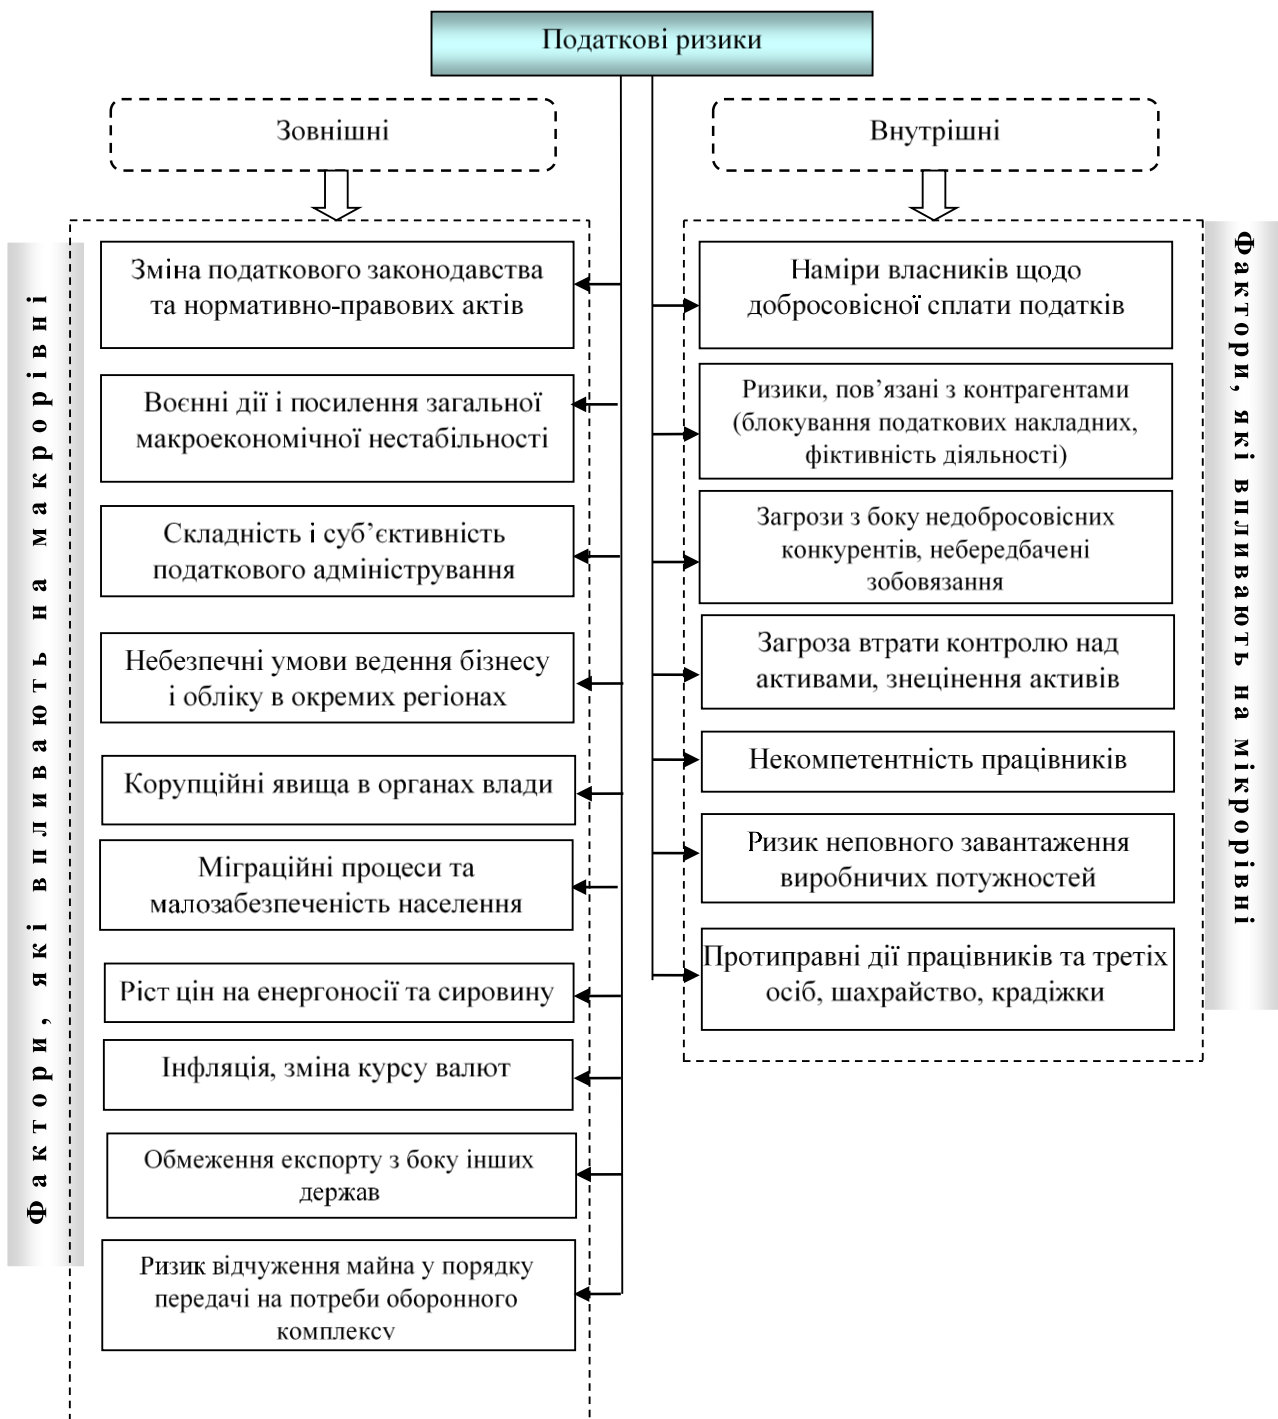 Податкові ризики
Зовнішні
Внутрішні
Фактори, які впливають на макрорівні
Зміна податкового законодавства
та нормативно-правових актів
Воєнні дії і посилення загальної
макроекономічної нестабільності
Складність і суб’єктивність
податкового адміністрування
Небезпечні умови ведення бізнесу
і обліку в окремих регіонах
Корупційні явища в органах влади
Міграційні процеси та
малозабезпеченість населення
Ріст цін на енергоносії та сировину
Інфляція, зміна курсу валют
Обмеження експорту з боку інших
держав
Ризик відчуження майна у порядку
передачі на потреби оборонного
комплексу
Наміри власників щодо
добросовісної сплати податків
Ризики, пов’язані з контрагентами
(блокування податкових накладних,
фіктивність діяльності)
Загрози з боку недобросовісних
конкурентів, небередбачені
зобовязання
Загроза втрати контролю над
активами, знецінення активів
Некомпетентність працівників
Ризик неповного завантаження
виробничих потужностей
Протиправні дії працівників та третіх
осіб, шахрайство, крадіжки
Фактори, які впливають на мікрорівні